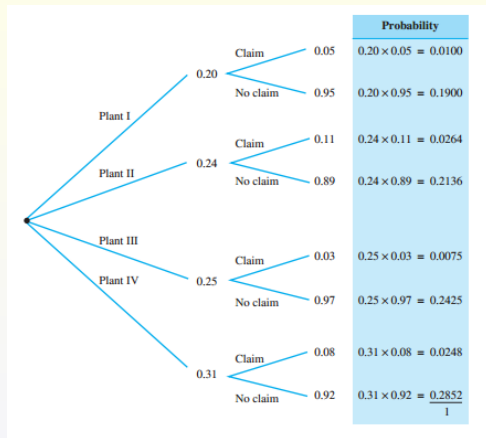 Probability
Claim 0.05 0.20 × 0.05 = 0.0100
0.20
No claim 0.95 0.20 × 0.95 = 0.1900
Plant I
Claim 0.11 0.24 × 0.11 = 0.0264
0.24
Plant II
No claim 0.89 0.24 × 0.89 = 0.2136
Plant III
Claim 0.03 0.25 × 0.03 = 0.0075
Plant IV
0.25
No claim 0.97 0.25 × 0.97 = 0.2425
Claim 0.08 0.31 × 0.08 = 0.0248
0.31
No claim 0.92 0.31 × 0.92 = 0.2852
1